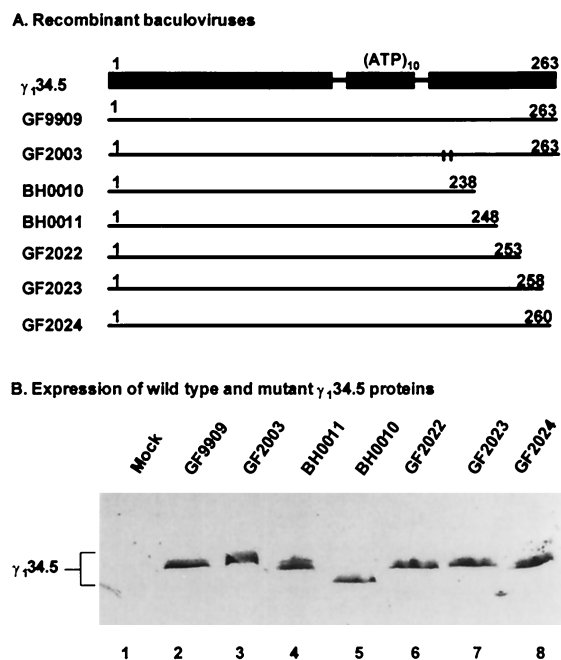 A. Recombinant baculoviruses
1 (ATP)10 263
γ134.5
GF9909 1 263
GF2003 1 263
BH0010 1 238
BH0011 1 248
GF2022 1 253
GF2023 1 258
GF2024 1 260
B. Expression of wild type and mutant γ134.5 proteins
Mock GF9909 GF2003 BH0011 BH0010 GF2022 GF2023 GF2024
γ134.5
1 2 3 4 5 6 7 8